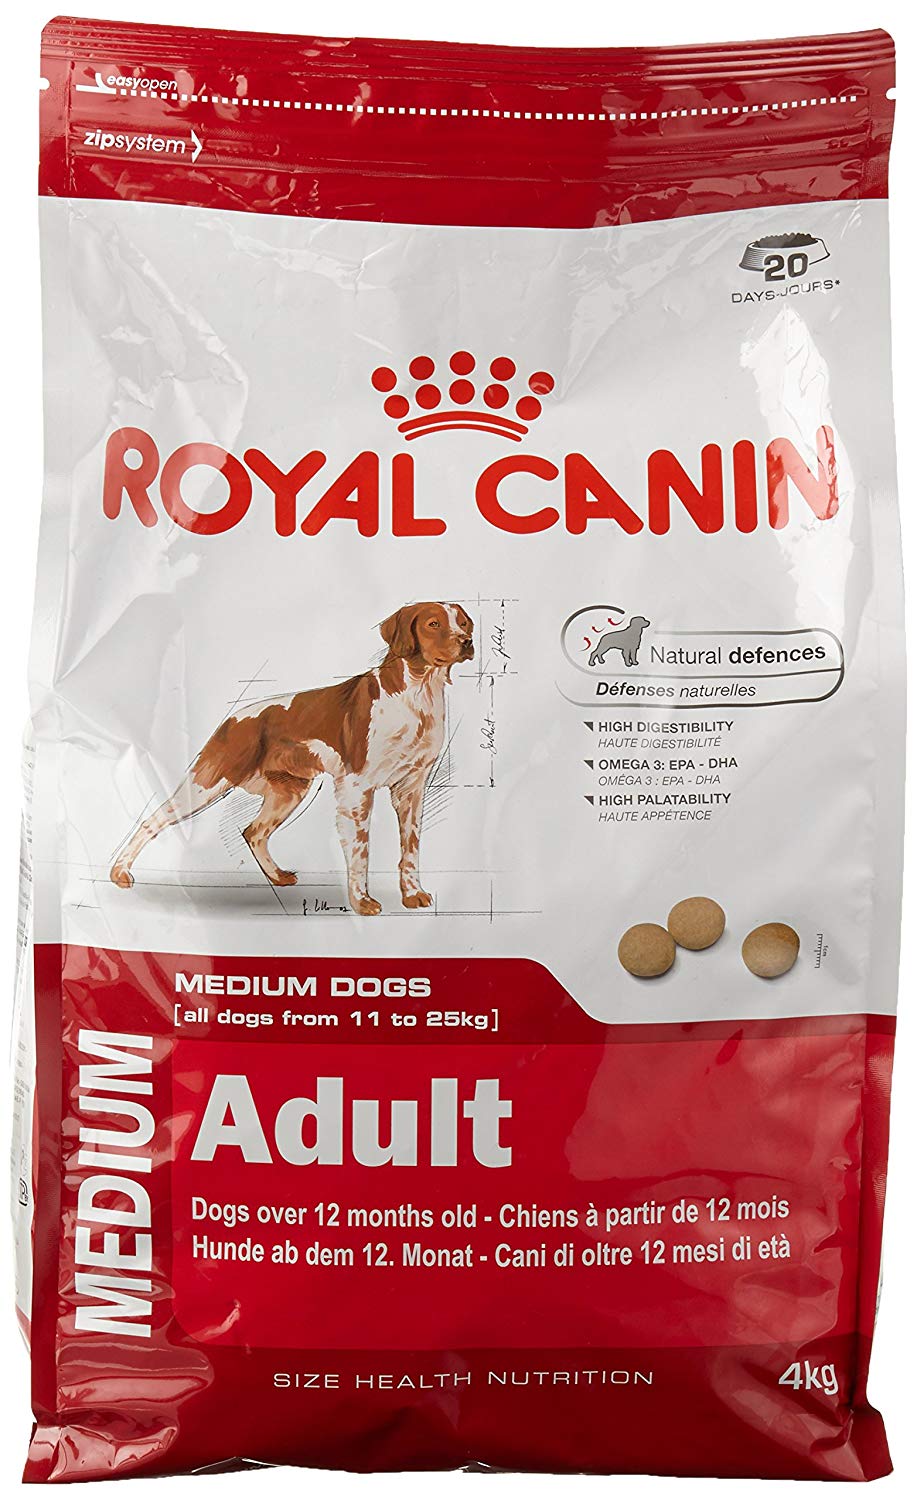 easyopen
zipsystem
20
DAYS-JOURS*
ROYAL CANIN
Natural defences
Défenses naturelles
HIGH DIGESTIBILITY
HAUTE DIGESTIBILITÉ
OMEGA 3: EPA - DHA
OMÉGA 3 : EPA - DHA
HIGH PALATABILITY
HAUTE APPÉTENCE
MEDIUM DOGS
[all dogs from 11 to 25kg]
MEDIUM
Adult
Dogs over 12 months old - Chiens à partir de 12 mois
Hunde ab dem 12. Monat - Cani di oltre 12 mesi di età
SIZE HEALTH NUTRITION
4kg